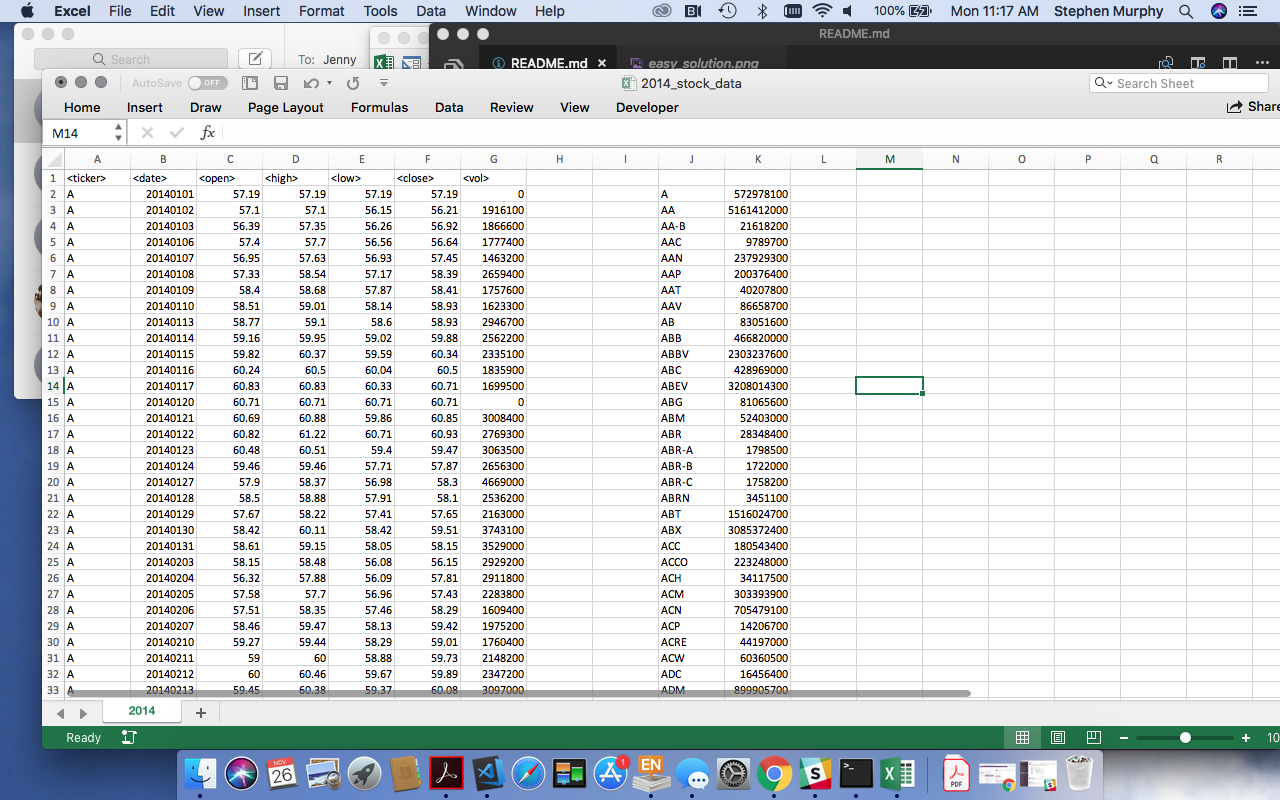 Excel File Edit View Insert Format Tools Data Window Help 100% Mon 11:17 AM Stephen Murphy
README.md
Search To: Jenny README.md × easy_solution.png
AutoSave OFF 2014_stock_data Search Sheet
Home Insert Draw Page Layout Formulas Data Review View Developer Share
M14 fx
A B C D E F G H I J K L M N O P Q R
1 <ticker> <date> <open> <high> <low> <close> <vol>
2 A 20140101 57.19 57.19 57.19 57.19 0 A 572978100
3 A 20140102 57.1 57.1 56.15 56.21 1916100 AA 5161412000
4 A 20140103 56.39 57.35 56.26 56.92 1866600 AA-B 21618200
5 A 20140106 57.4 57.7 56.56 56.64 1777400 AAC 9789700
6 A 20140107 56.95 57.63 56.93 57.45 1463200 AAN 237929300
7 A 20140108 57.33 58.54 57.17 58.39 2659400 AAP 200376400
8 A 20140109 58.4 58.68 57.87 58.41 1757600 AAT 40207800
9 A 20140110 58.51 59.01 58.14 58.93 1623300 AAV 86658700
10 A 20140113 58.77 59.1 58.6 58.93 2946700 AB 83051600
11 A 20140114 59.16 59.95 59.02 59.88 2562200 ABB 466820000
12 A 20140115 59.82 60.37 59.59 60.34 2335100 ABBV 2303237600
13 A 20140116 60.24 60.5 60.04 60.5 1835900 ABC 428969000
14 A 20140117 60.83 60.83 60.33 60.71 1699500 ABEV 3208014300
15 A 20140120 60.71 60.71 60.71 60.71 0 ABG 81065600
16 A 20140121 60.69 60.88 59.86 60.85 3008400 ABM 52403000
17 A 20140122 60.82 61.22 60.71 60.93 2769300 ABR 28348400
18 A 20140123 60.48 60.51 59.4 59.47 3063500 ABR-A 1798500
19 A 20140124 59.46 59.46 57.71 57.87 2656300 ABR-B 1722000
20 A 20140127 57.9 58.37 56.98 58.3 4669000 ABR-C 1758200
21 A 20140128 58.5 58.88 57.91 58.1 2536200 ABRN 3451100
22 A 20140129 57.67 58.22 57.41 57.65 2163000 ABT 1516024700
23 A 20140130 58.42 60.11 58.42 59.51 3743100 ABX 3085372400
24 A 20140131 58.61 59.15 58.05 58.15 3529000 ACC 180543400
25 A 20140203 58.15 58.48 56.08 56.15 2929200 ACCO 223248000
26 A 20140204 56.32 57.88 56.09 57.81 2911800 ACH 34117500
27 A 20140205 57.58 57.7 56.96 57.43 2283800 ACM 303393900
28 A 20140206 57.51 58.35 57.46 58.29 1609400 ACN 705479100
29 A 20140207 58.46 59.47 58.13 59.42 1975200 ACP 14206700
30 A 20140210 59.27 59.44 58.29 59.01 1760400 ACRE 44197000
31 A 20140211 59 60 58.88 59.73 2148200 ACW 60360500
32 A 20140212 60 60.46 59.67 59.89 2347200 ADC 16456400
33 A 20140213 59.45 60.38 59.37 60.08 3097000 ADM 899905700
2014 +
Ready − + 10
NOV 26 1 EN PDF